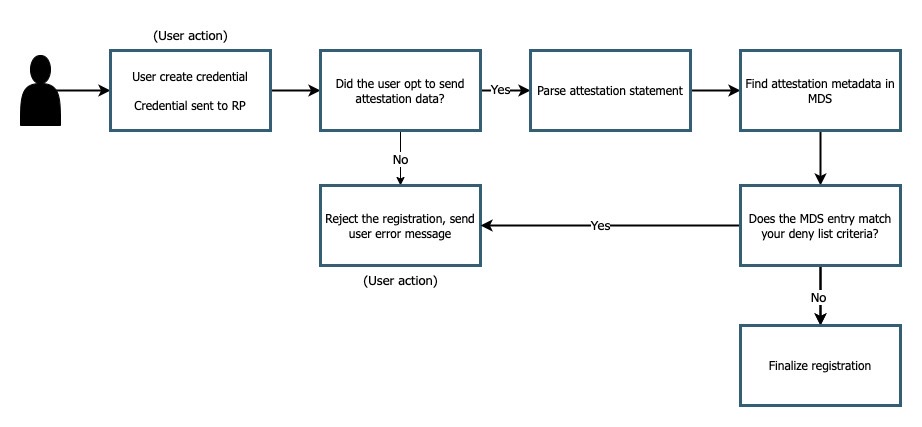 (User action)
User create credential
Credential sent to RP
Did the user opt to send
attestation data?
Yes
Parse attestation statement
Find attestation metadata in
MDS
No
Reject the registration, send
user error message
(User action)
Yes
Does the MDS entry match
your deny list criteria?
No
Finalize registration